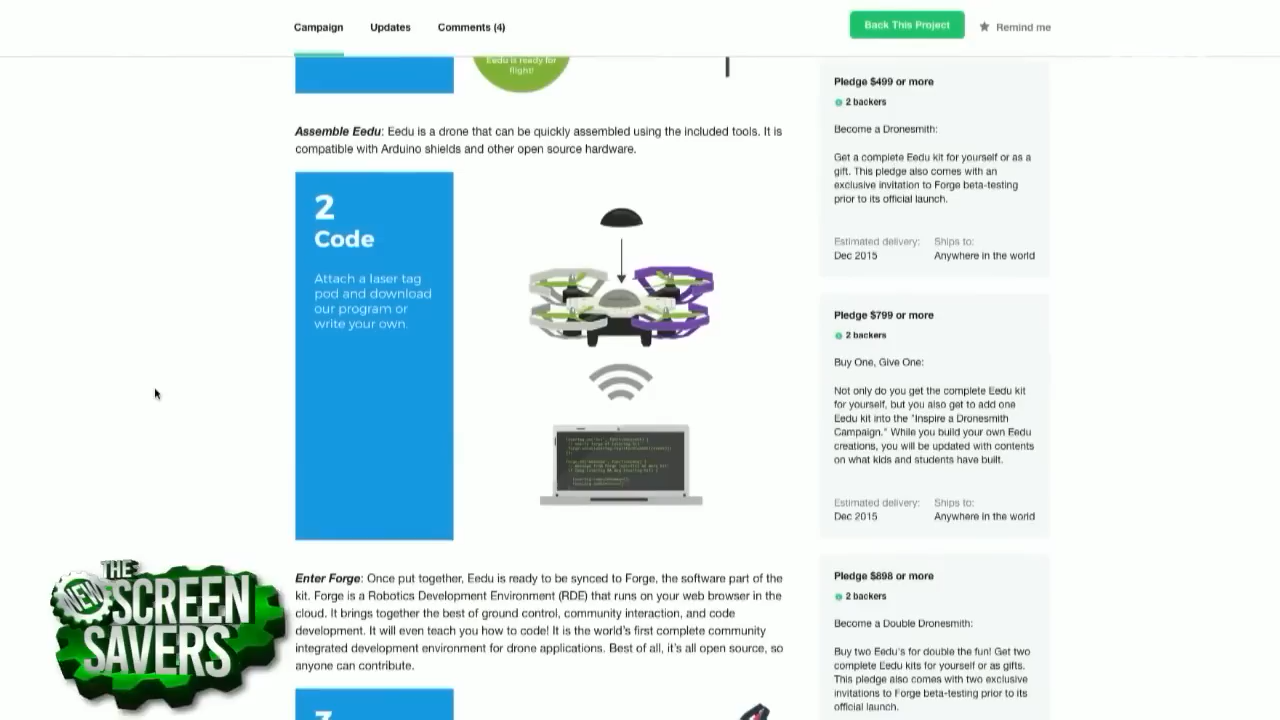 Campaign
Updates
Comments (4)
Back This Project
Remind me
Eedu is ready for
flight!
Assemble Eedu: Eedu is a drone that can be quickly assembled using the included tools. It is
compatible with Arduino shields and other open source hardware.
2
Code
Attach a laser tag
pod and download
our program or
write your own.
Enter Forge: Once put together, Eedu is ready to be synced to Forge, the software part of the
kit. Forge is a Robotics Development Environment (RDE) that runs on your web browser in the
cloud. It brings together the best of ground control, community interaction, and code
development. It will even teach you how to code! It is the world's first complete community
integrated development environment for drone applications. Best of all, it's all open source, so
anyone can contribute.
3
Pledge $499 or more
2 backers
Become a Dronesmith:
Get a complete Eedu kit for yourself or as a
gift. This pledge also comes with an
exclusive invitation to Forge beta-testing
prior to its official launch.
Estimated delivery:
Ships to:
Dec 2015
Anywhere in the world
Pledge $799 or more
2 backers
Buy One, Give One:
Not only do you get the complete Eedu kit
for yourself, but you also get to add one
Eedu kit into the "Inspire a Dronesmith
Campaign." While you build your own Eedu
creations, you will be updated with contents
on what kids and students have built.
Estimated delivery:
Ships to:
Dec 2015
Anywhere in the world
Pledge $898 or more
2 backers
Become a Double Dronesmith:
Buy two Eedu's for double the fun! Get two
complete Eedu kits for yourself or as gifts.
This pledge also comes with two exclusive
invitations to Forge beta-testing prior to its
official launch.
THE
NEW
SCREEN
SAVERS